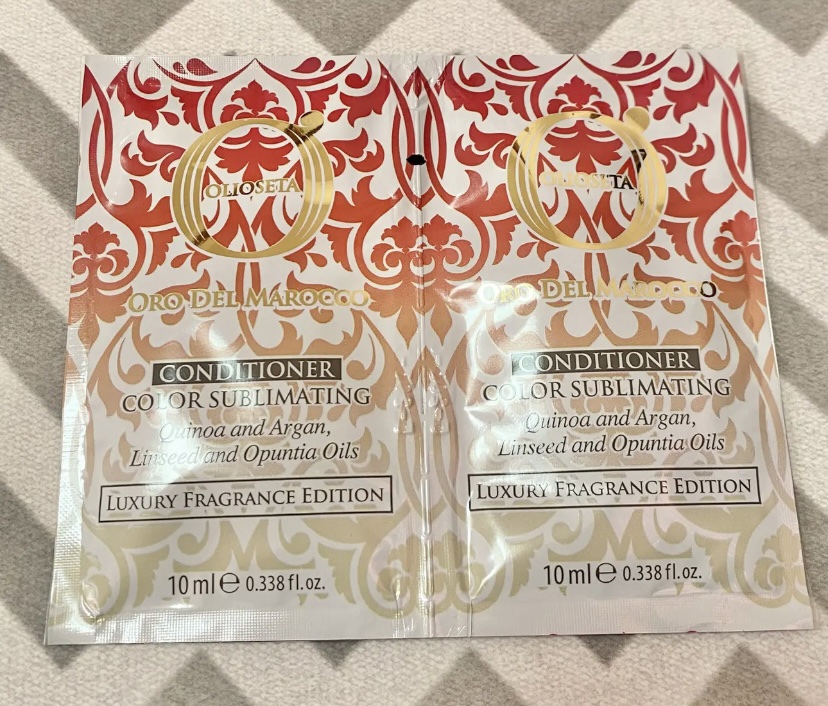 OLIOSETA
ORO DEL MAROCCO
CONDITIONER
COLOR SUBLIMATING
Quinoa and Argan,
Linseed and Opuntia Oils
LUXURY FRAGRANCE EDITION
10 ml ℮ 0.338 fl.oz.
OLIOSETA
ORO DEL MAROCCO
CONDITIONER
COLOR SUBLIMATING
Quinoa and Argan,
Linseed and Opuntia Oils
LUXURY FRAGRANCE EDITION
10 ml ℮ 0.338 fl.oz.